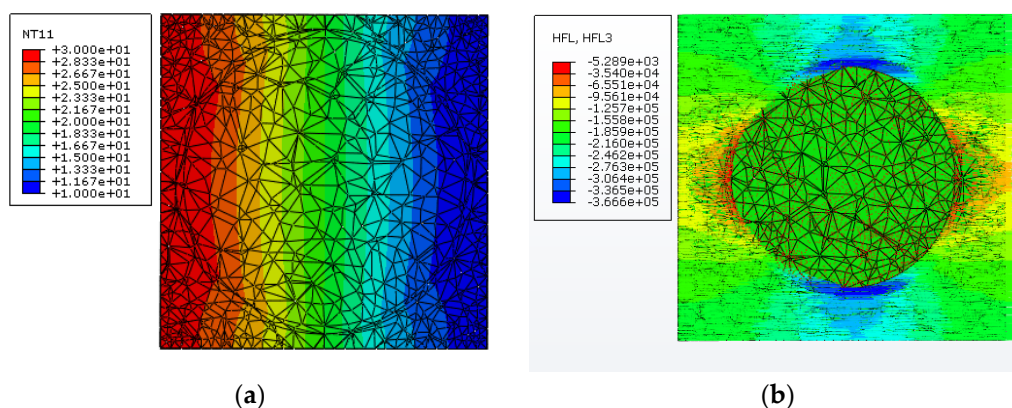 NT11
+3.000e+01
+2.833e+01
+2.667e+01
+2.500e+01
+2.333e+01
+2.167e+01
+2.000e+01
+1.833e+01
+1.667e+01
+1.500e+01
+1.333e+01
+1.167e+01
+1.000e+01
HFL, HFL3
-5.289e+03
-3.540e+04
-6.551e+04
-9.561e+04
-1.257e+05
-1.558e+05
-1.859e+05
-2.160e+05
-2.462e+05
-2.763e+05
-3.064e+05
-3.365e+05
-3.666e+05
(a)
(b)